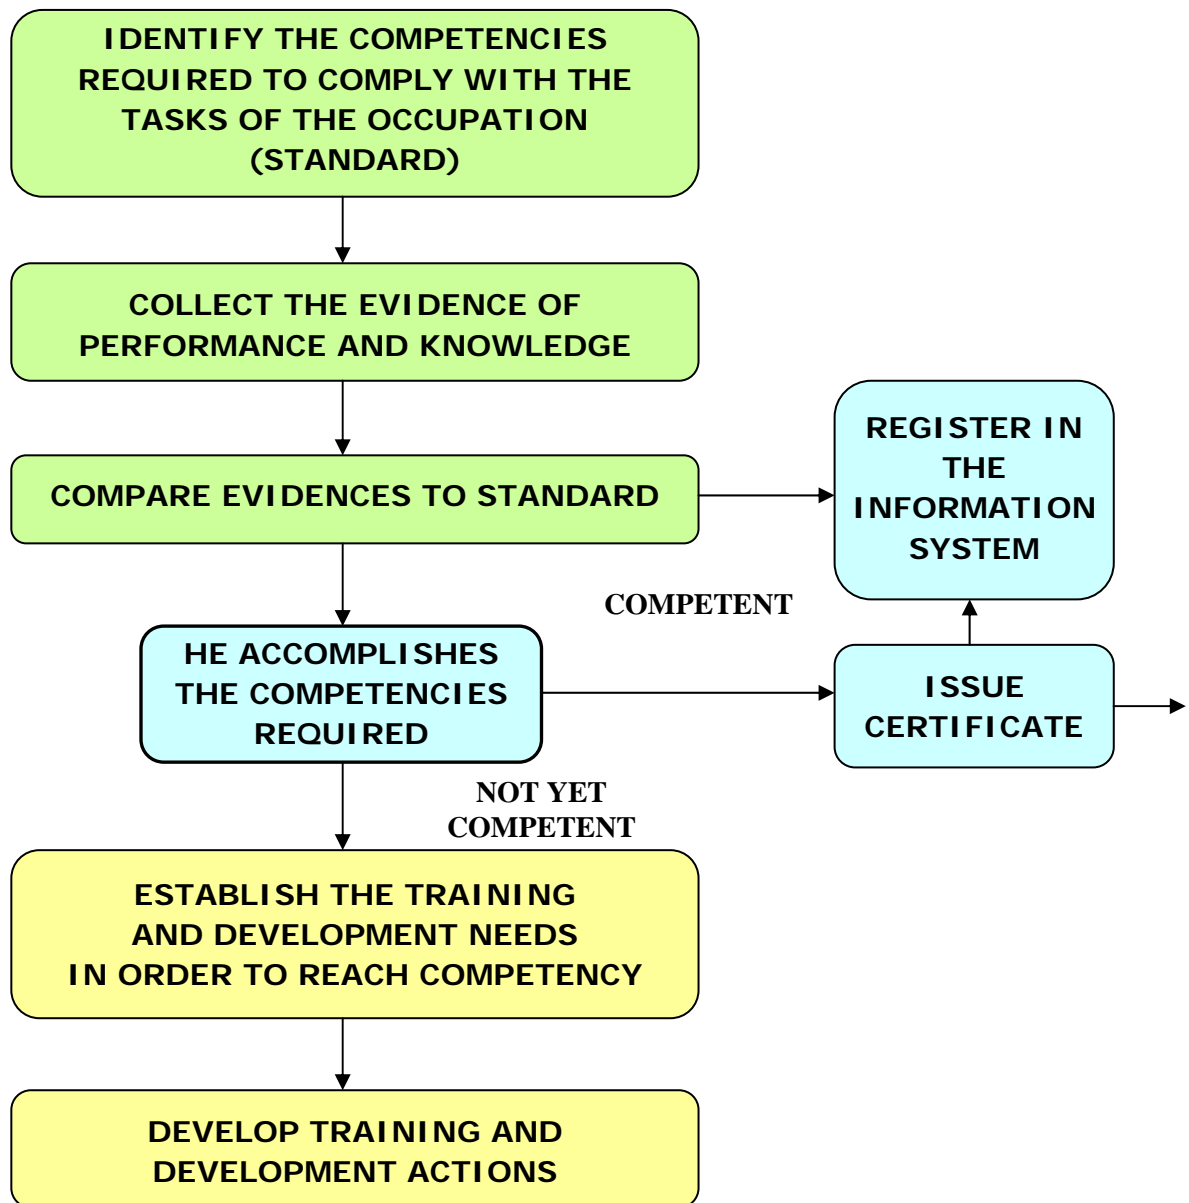 IDENTIFY THE COMPETENCIES
REQUIRED TO COMPLY WITH THE
TASKS OF THE OCCUPATION
(STANDARD)
COLLECT THE EVIDENCE OF
PERFORMANCE AND KNOWLEDGE
COMPARE EVIDENCES TO STANDARD
REGISTER IN
THE
INFORMATION
SYSTEM
COMPETENT
HE ACCOMPLISHES
THE COMPETENCIES
REQUIRED
ISSUE
CERTIFICATE
NOT YET
COMPETENT
ESTABLISH THE TRAINING
AND DEVELOPMENT NEEDS
IN ORDER TO REACH COMPETENCY
DEVELOP TRAINING AND
DEVELOPMENT ACTIONS